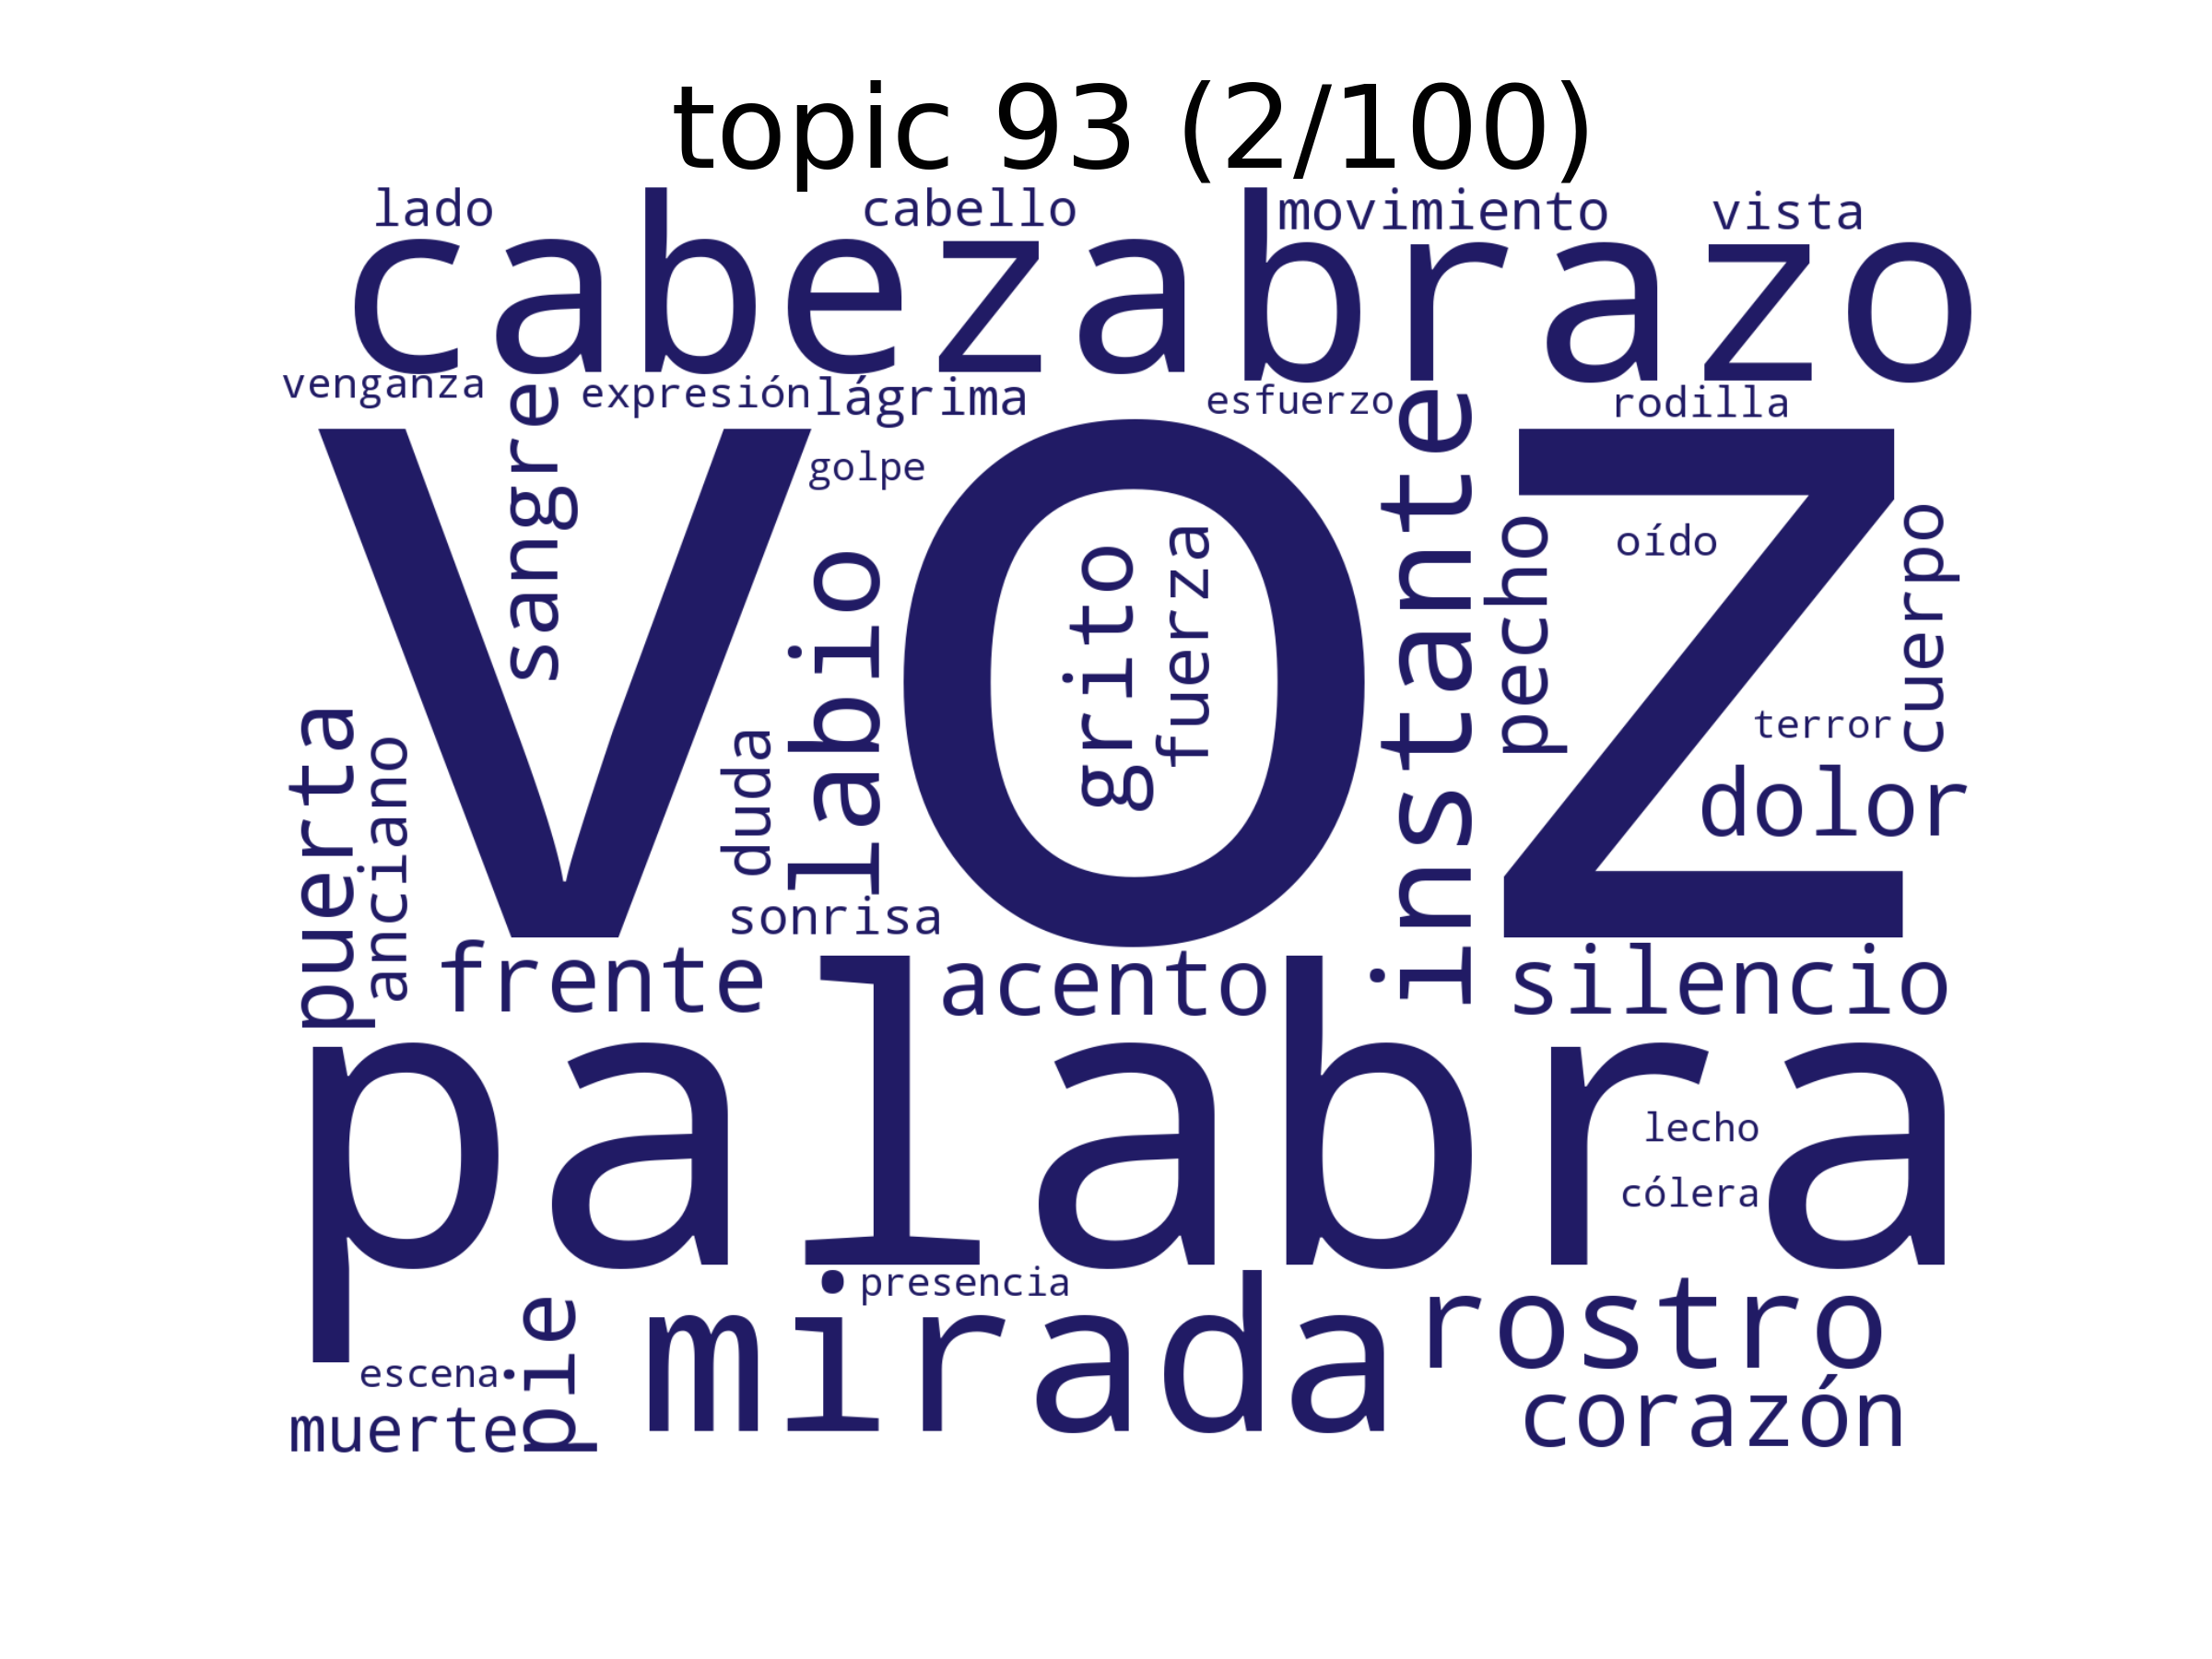 topic 93 (2/100)
lado
cabello
movimiento
vista
cabeza
brazo
venganza
expresión
lágrima
esfuerzo
rodilla
sangre
golpe
voz
instante
oído
pecho
cuerpo
labio
grito
fuerza
terror
dolor
puerta
anciano
duda
sonrisa
frente
acento
silencio
palabra
lecho
cólera
presencia
mirada
rostro
escena
pie
muerte
corazón